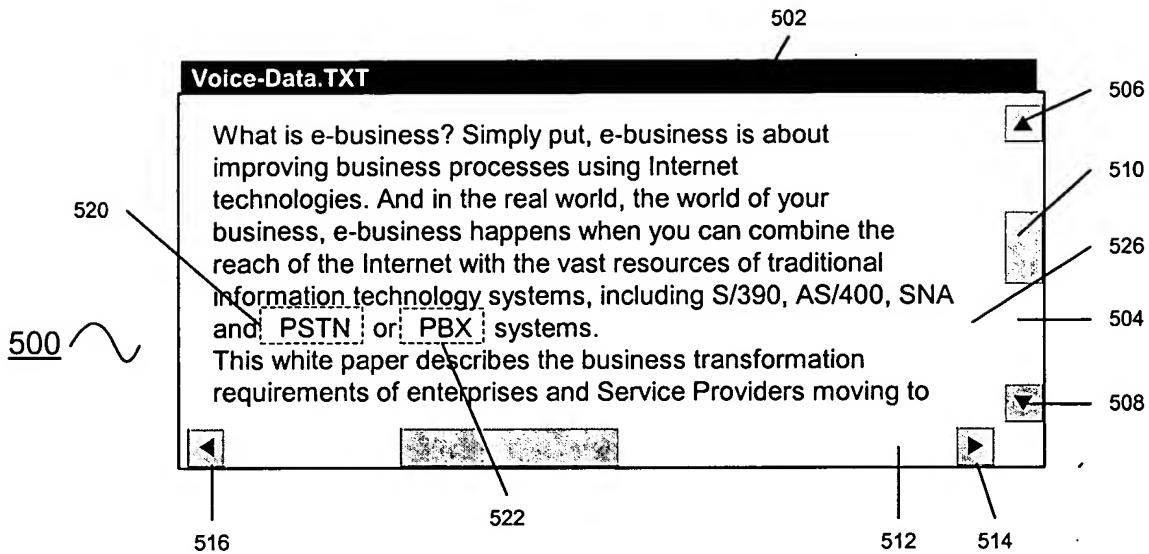 502
Voice-Data.TXT
506
What is e-business? Simply put, e-business is about
improving business processes using Internet
510
technologies. And in the real world, the world of your
520
business, e-business happens when you can combine the
526
reach of the Internet with the vast resources of traditional
information technology systems, including S/390, AS/400, SNA
504
and PSTN or PBX systems.
500
This white paper describes the business transformation
requirements of enterprises and Service Providers moving to
508
522
516
512
514